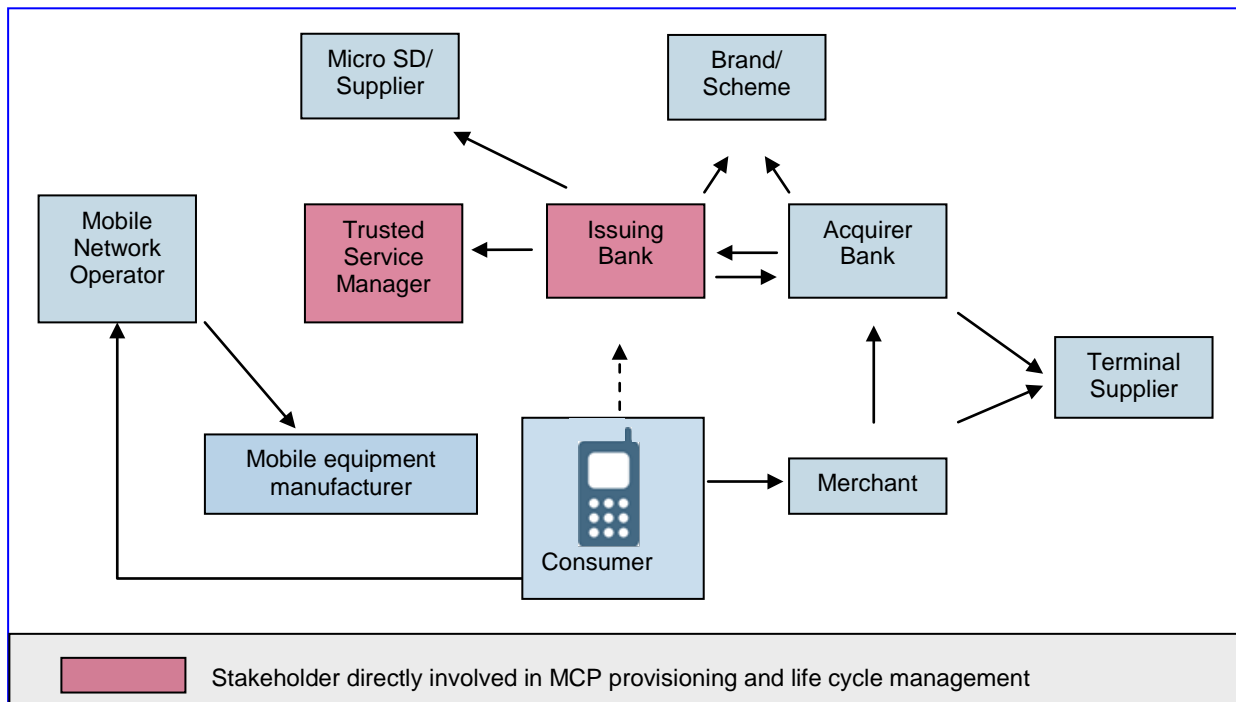 Micro SD/
Supplier
Brand/
Scheme
Mobile
Network
Operator
Trusted
Service
Manager
Issuing
Bank
Acquirer
Bank
Terminal
Supplier
Mobile equipment
manufacturer
Consumer
Merchant
Stakeholder directly involved in MCP provisioning and life cycle management